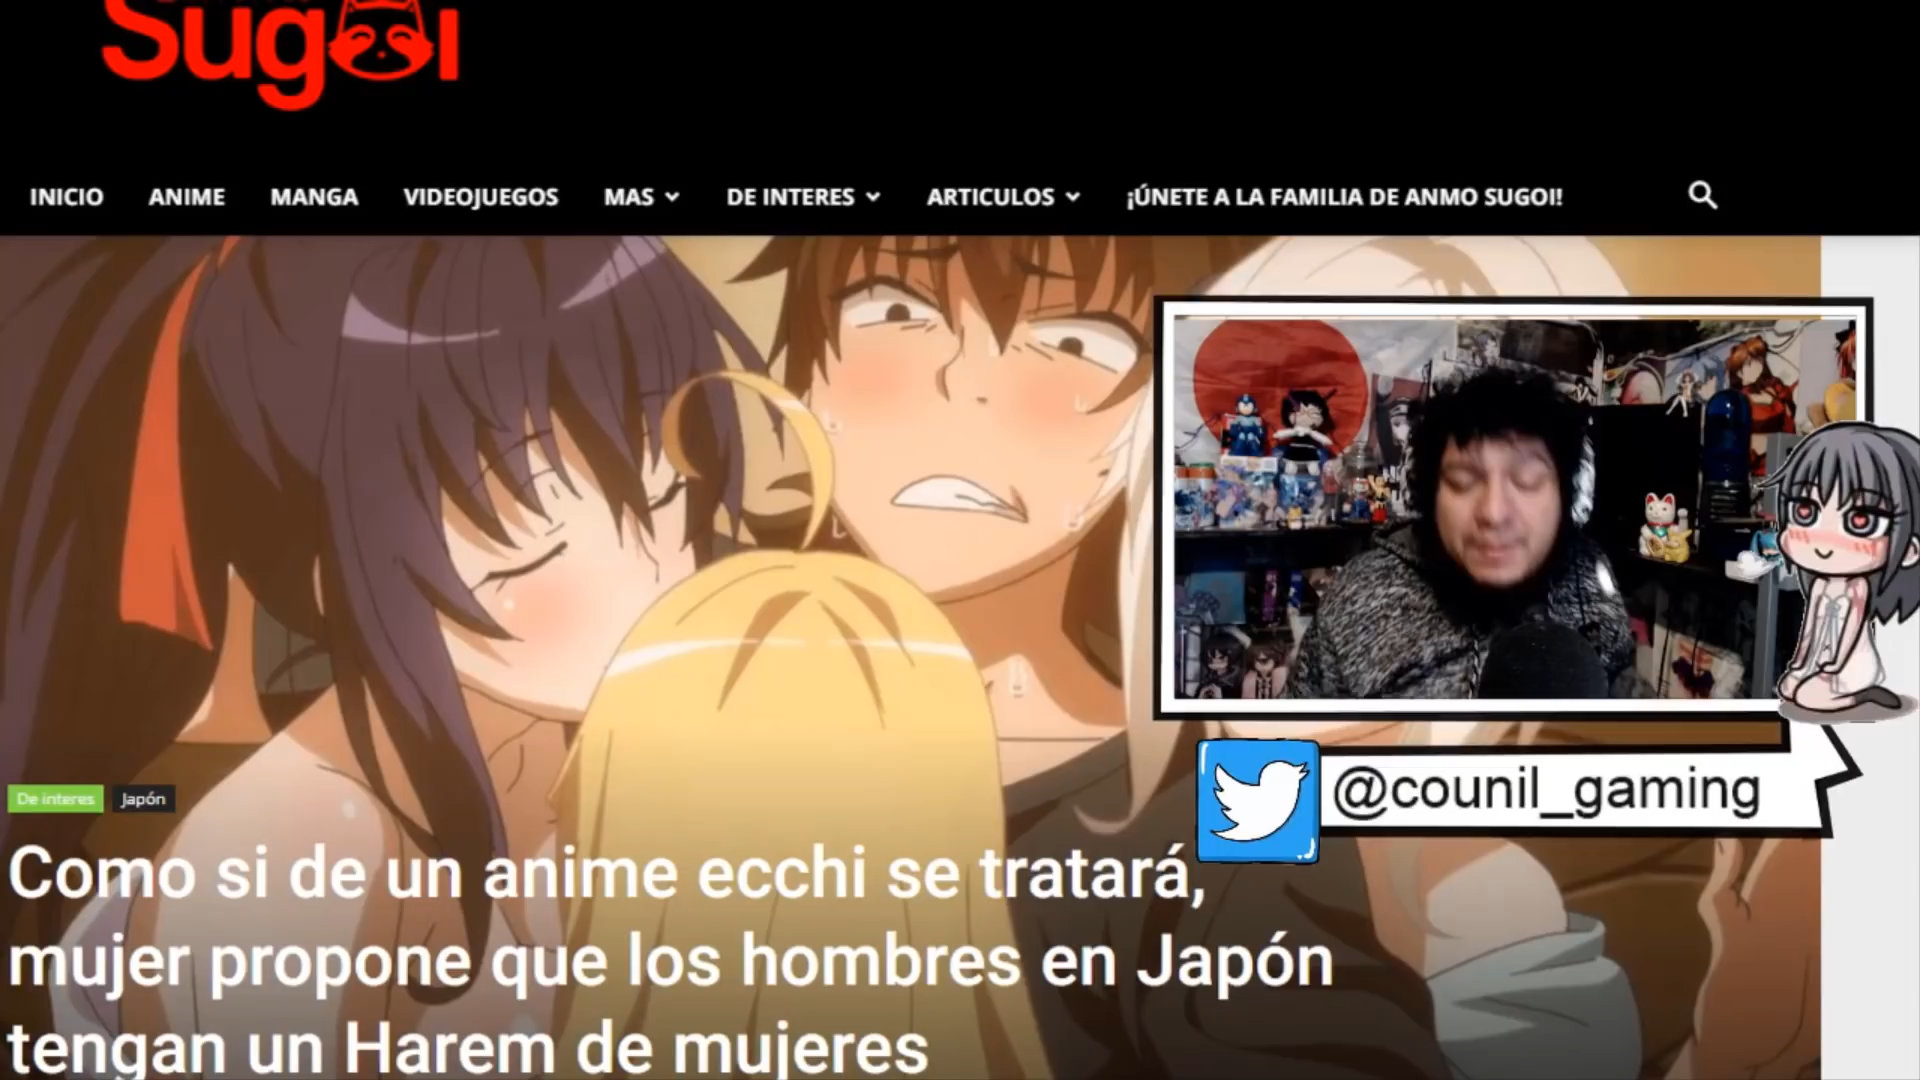 Sugoi
INICIO ANIME MANGA VIDEOJUEGOS MAS DE INTERES ARTICULOS ¡ÚNETE A LA FAMILIA DE ANMO SUGOI!
@counil_gaming
De interes Japón
Como si de un anime ecchi se tratará,
mujer propone que los hombres en Japón
tengan un Harem de mujeres